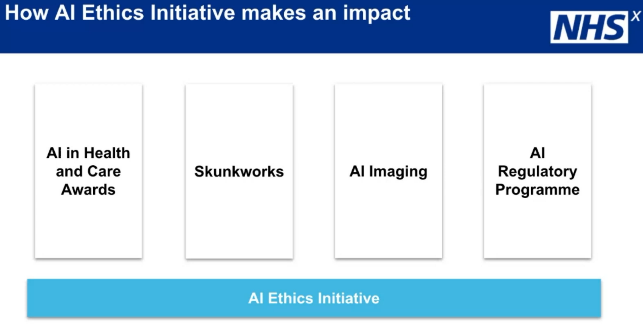 How AI Ethics Initiative makes an impact
NHS X
AI in Health
and Care
Awards
Skunkworks
AI Imaging
AI
Regulatory
Programme
AI Ethics Initiative